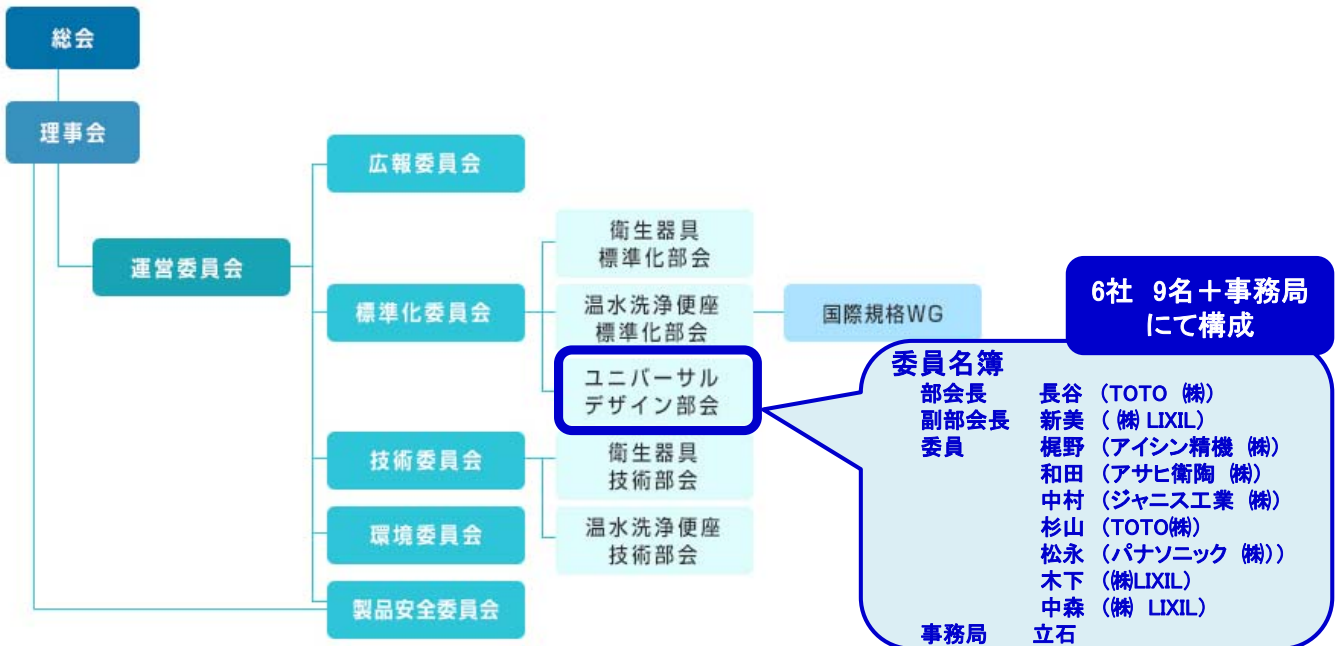 総会
理事会
運営委員会
広報委員会
標準化委員会
技術委員会
環境委員会
製品安全委員会
衛生器具
標準化部会
温水洗浄便座
標準化部会
ユニバーサル
デザイン部会
衛生器具
技術部会
温水洗浄便座
技術部会
国際規格WG
6社 9名+事務局
にて構成
委員名簿
部会長 長谷 (TOTO ㈱)
副部会長 新美 ( ㈱ LIXIL)
委員 梶野 (アイシン精機 ㈱)
和田 (アサヒ衛陶 ㈱)
中村 (ジャニス工業 ㈱)
杉山 (TOTO㈱)
松永 (パナソニック ㈱))
木下 (㈱LIXIL)
中森 (㈱ LIXIL)
事務局 立石